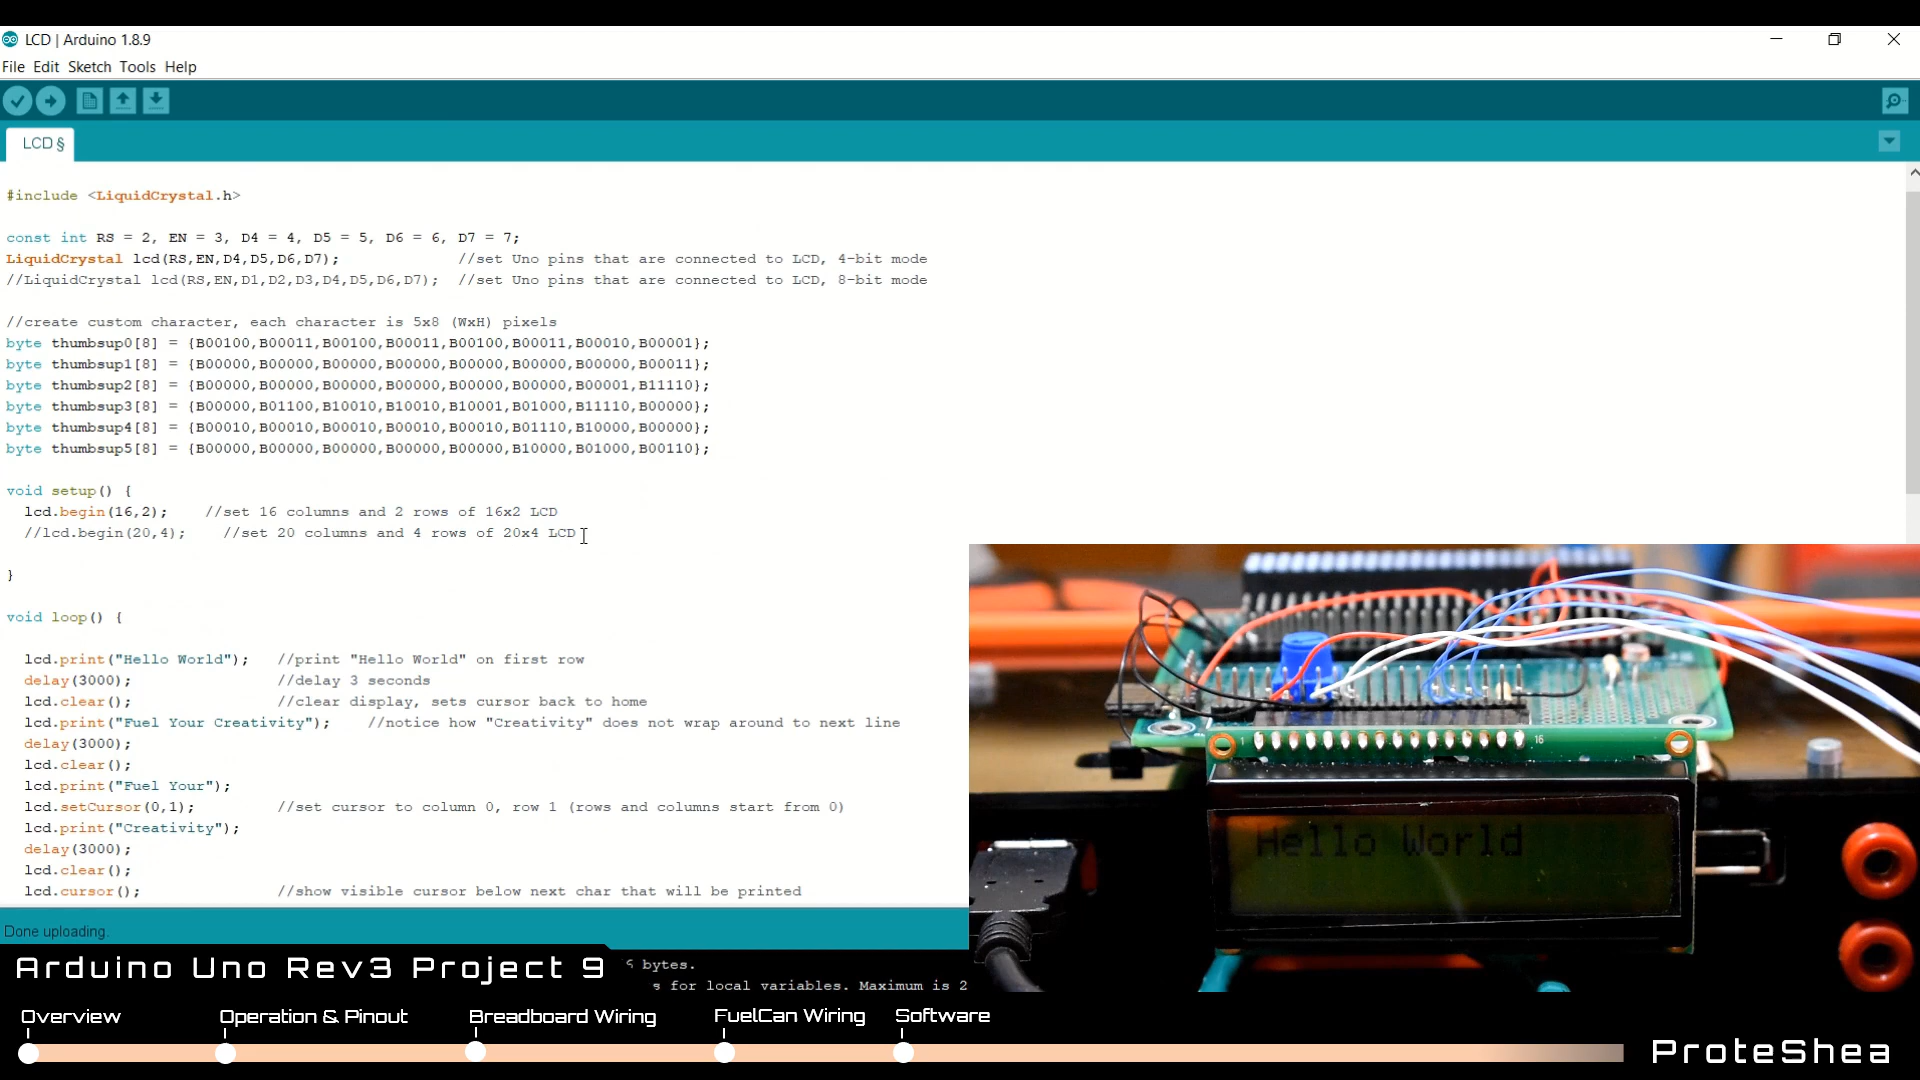 LCD | Arduino 1.8.9
File Edit Sketch Tools Help
LCD §
#include <LiquidCrystal.h>
const int RS = 2, EN = 3, D4 = 4, D5 = 5, D6 = 6, D7 = 7;
LiquidCrystal lcd(RS,EN,D4,D5,D6,D7); //set Uno pins that are connected to LCD, 4-bit mode
//LiquidCrystal lcd(RS,EN,D1,D2,D3,D4,D5,D6,D7); //set Uno pins that are connected to LCD, 8-bit mode
//create custom character, each character is 5x8 (WxH) pixels
byte thumbsup0[8] = {B00100,B00011,B00100,B00011,B00100,B00011,B00010,B00001};
byte thumbsup1[8] = {B00000,B00000,B00000,B00000,B00000,B00000,B00000,B00011};
byte thumbsup2[8] = {B00000,B00000,B00000,B00000,B00000,B00000,B00001,B11110};
byte thumbsup3[8] = {B00000,B01100,B10010,B10010,B10001,B01000,B11110,B00000};
byte thumbsup4[8] = {B00010,B00010,B00010,B00010,B00010,B01110,B10000,B00000};
byte thumbsup5[8] = {B00000,B00000,B00000,B00000,B00000,B10000,B01000,B00110};
void setup() {
lcd.begin(16,2); //set 16 columns and 2 rows of 16x2 LCD
//lcd.begin(20,4); //set 20 columns and 4 rows of 20x4 LCD
}
void loop() {
lcd.print("Hello World"); //print "Hello World" on first row
delay(3000); //delay 3 seconds
lcd.clear(); //clear display, sets cursor back to home
lcd.print("Fuel Your Creativity"); //notice how "Creativity" does not wrap around to next line
delay(3000);
lcd.clear();
lcd.print("Fuel Your");
lcd.setCursor(0,1); //set cursor to column 0, row 1 (rows and columns start from 0)
lcd.print("Creativity");
delay(3000);
lcd.clear();
lcd.cursor(); //show visible cursor below next char that will be printed
1 16
Hello World
Done uploading.
bytes.
s for local variables. Maximum is 2
Arduino Uno Rev3 Project 9
Overview Operation & Pinout Breadboard Wiring FuelCan Wiring Software
ProteShea